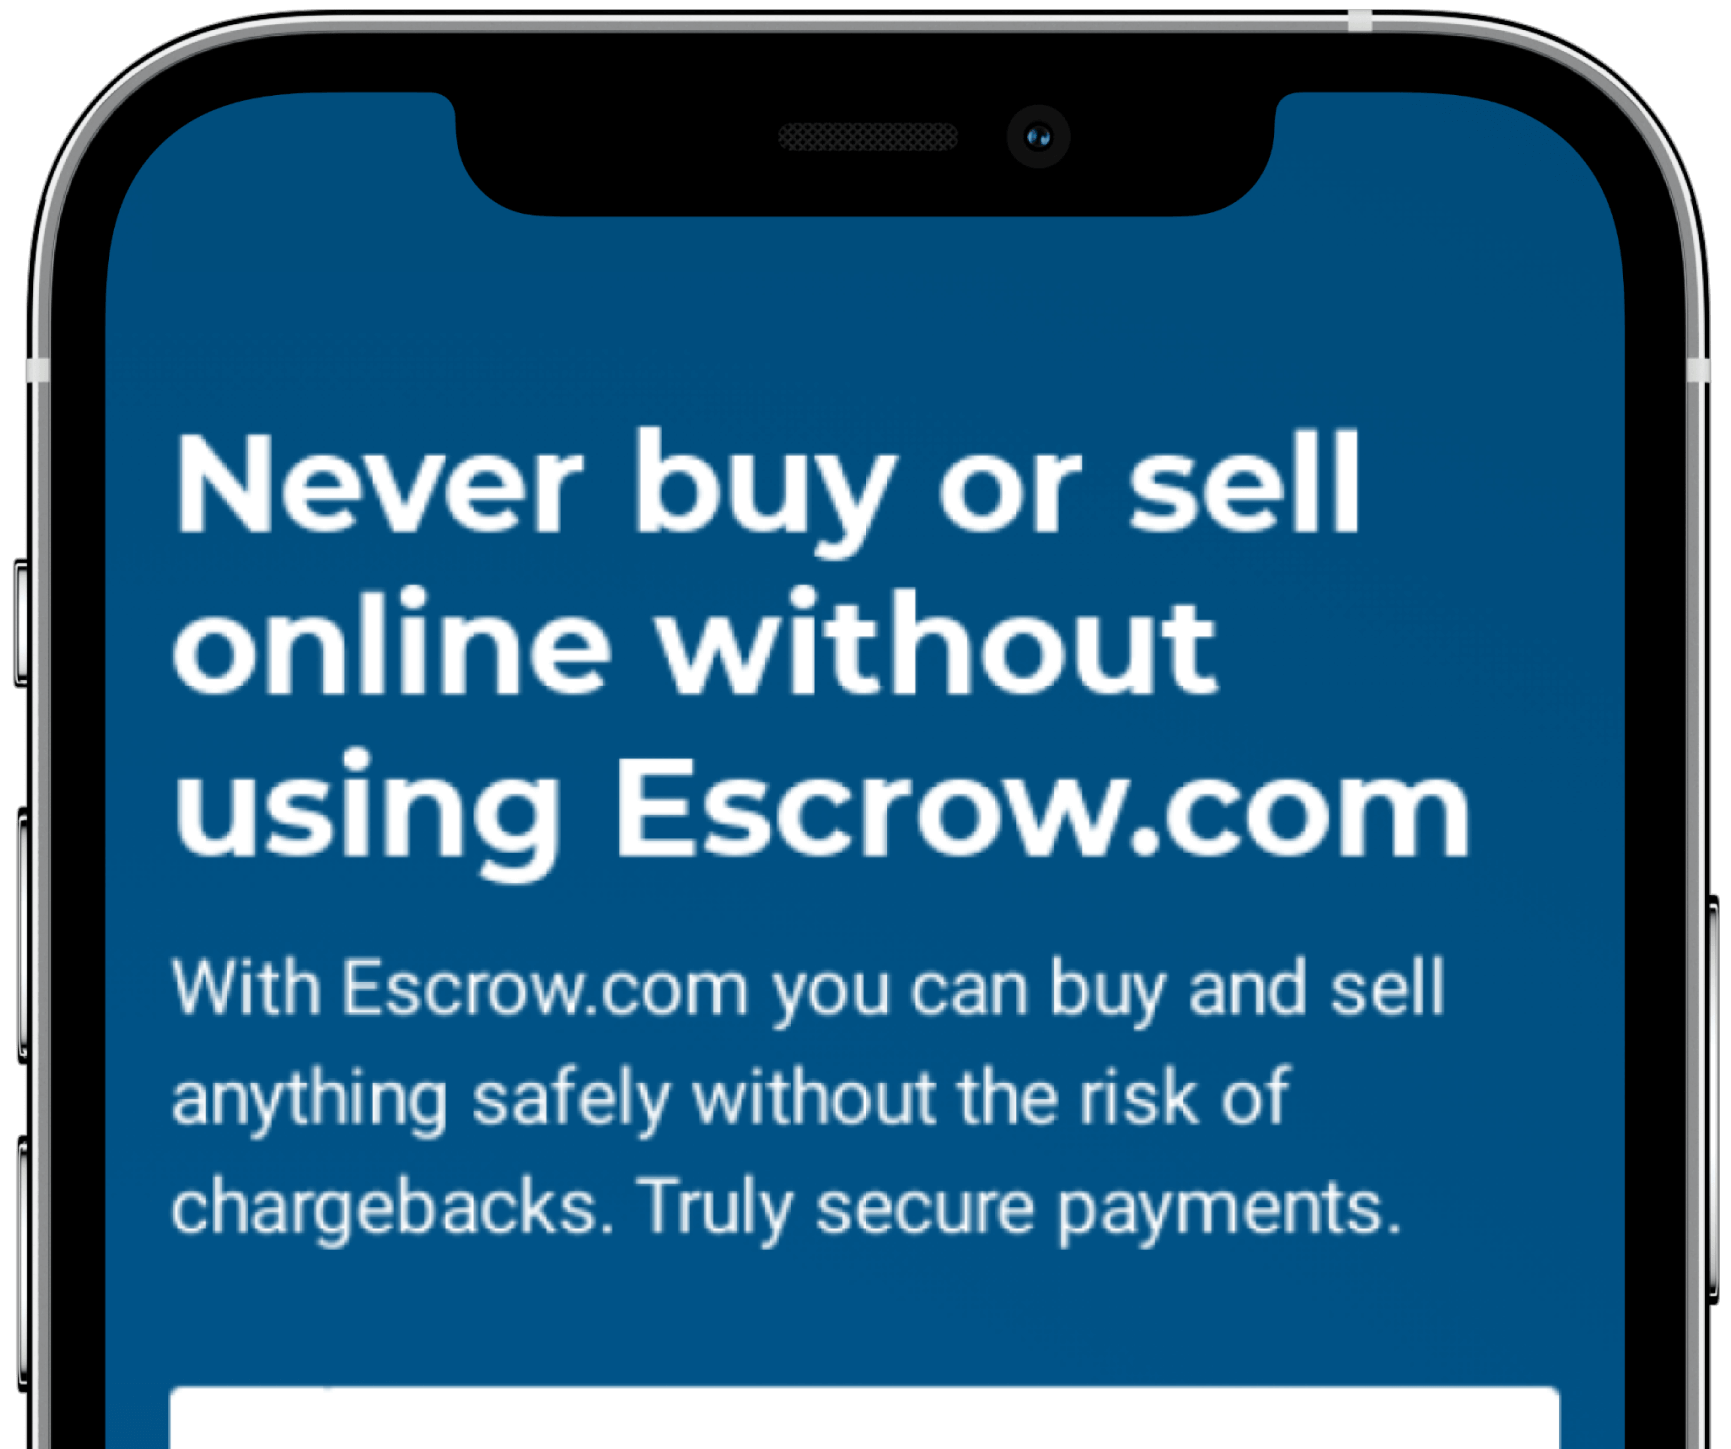 Never buy or sell
online without
using Escrow.com
With Escrow.com you can buy and sell
anything safely without the risk of
chargebacks. Truly secure payments.